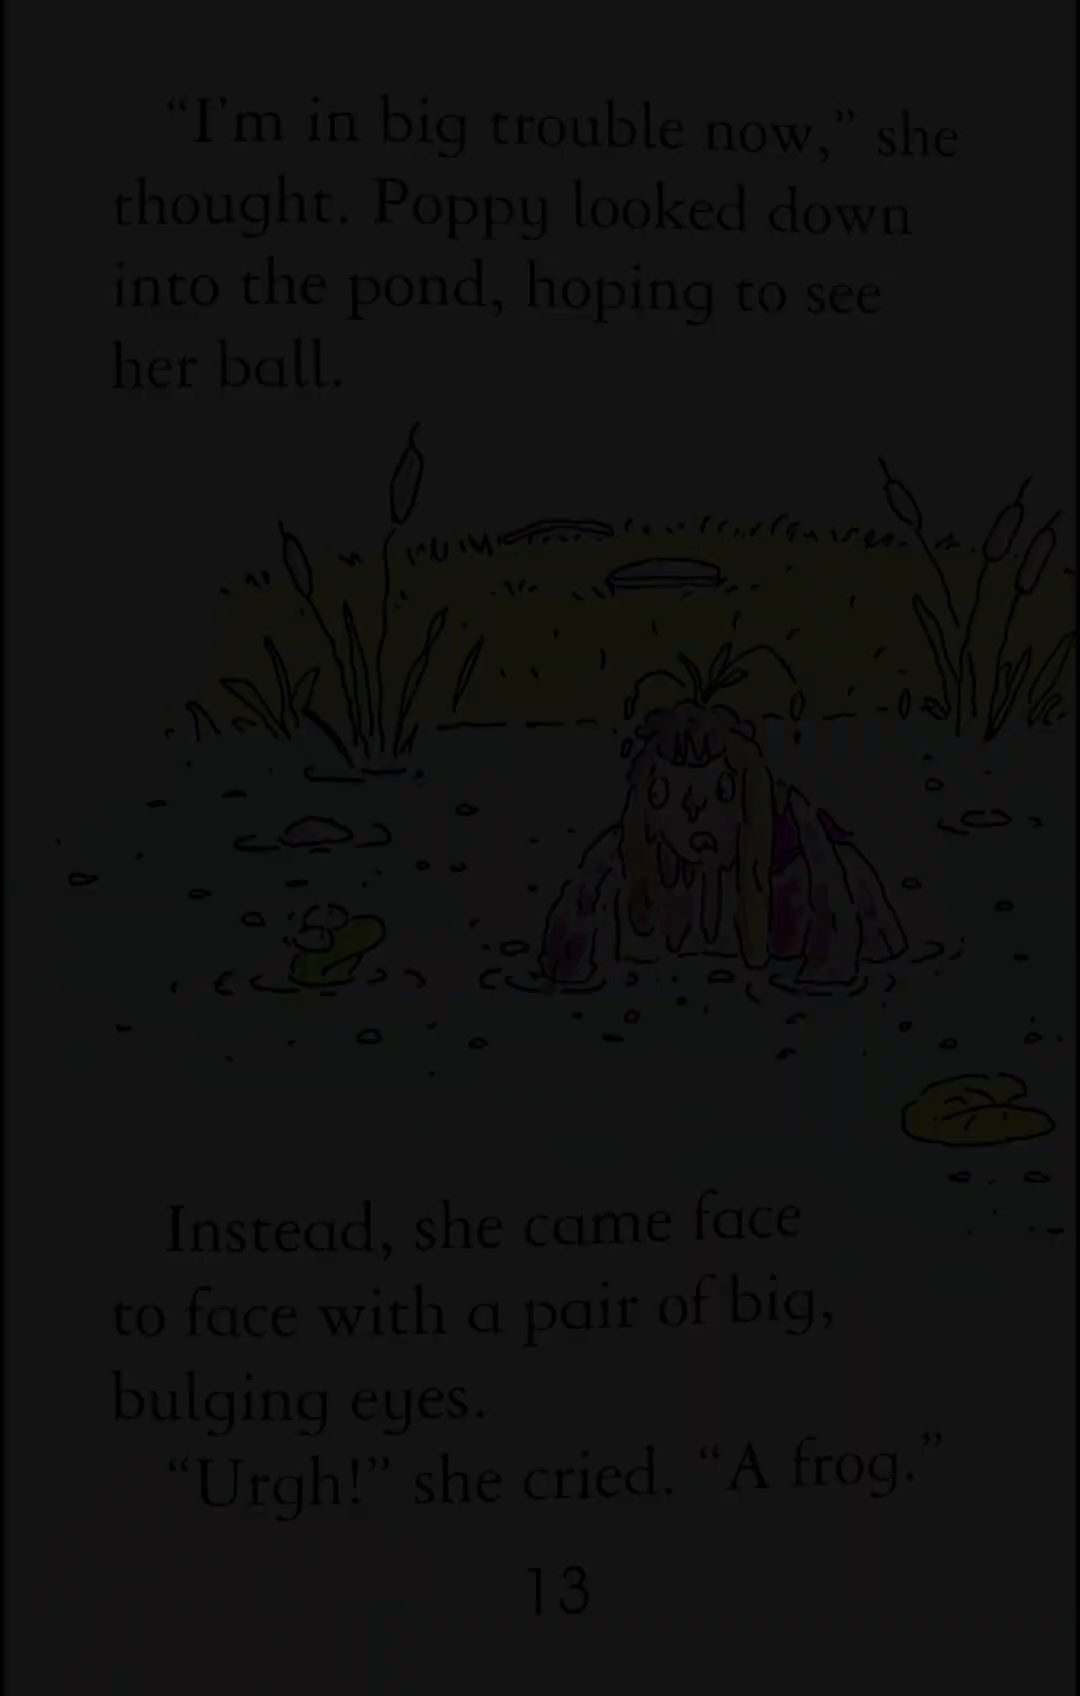 “I'm in big trouble now,” she
thought. Poppy looked down
into the pond, hoping to see
her ball.
Instead, she came face
to face with a pair of big,
bulging eyes.
“Urgh!” she cried. “A frog.”
13